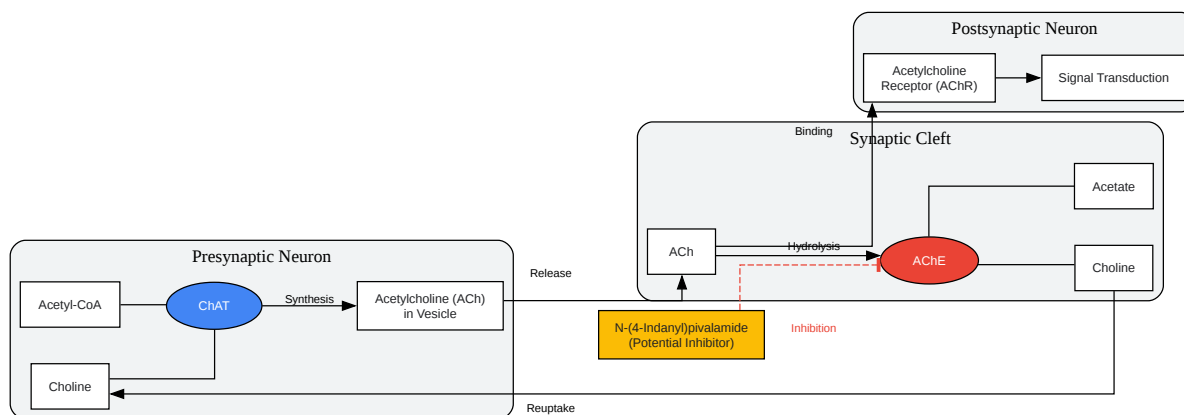 Postsynaptic Neuron
Acetylcholine
Receptor (AChR)
Signal Transduction
Binding
Synaptic Cleft
Acetate
ACh
Hydrolysis
AChE
Choline
Presynaptic Neuron
Release
Acetyl-CoA
ChAT
Synthesis
Acetylcholine (ACh)
in Vesicle
N-(4-Indanyl)pivalamide
(Potential Inhibitor)
Inhibition
Choline
Reuptake